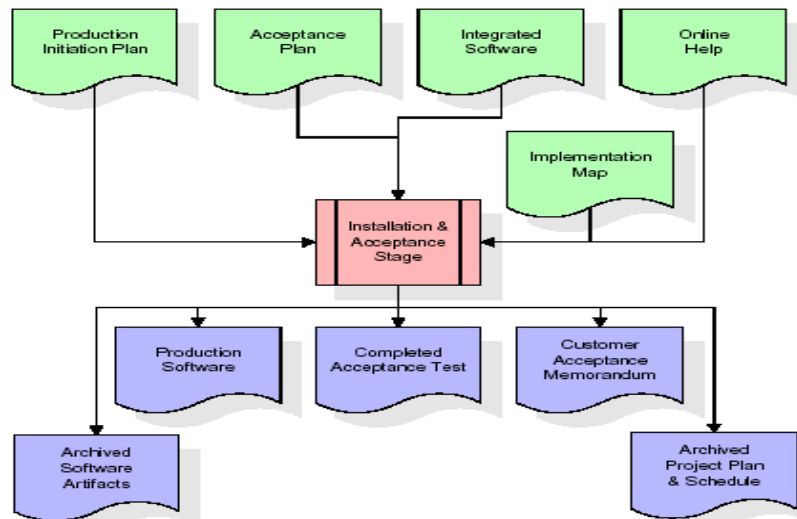 Production
Initiation Plan
Acceptance
Plan
Integrated
Software
Online
Help
Implementation
Map
Installation &
Acceptance
Stage
Production
Software
Completed
Acceptance Test
Customer
Acceptance
Memorandum
Archived
Software
Artifacts
Archived
Project Plan
& Schedule